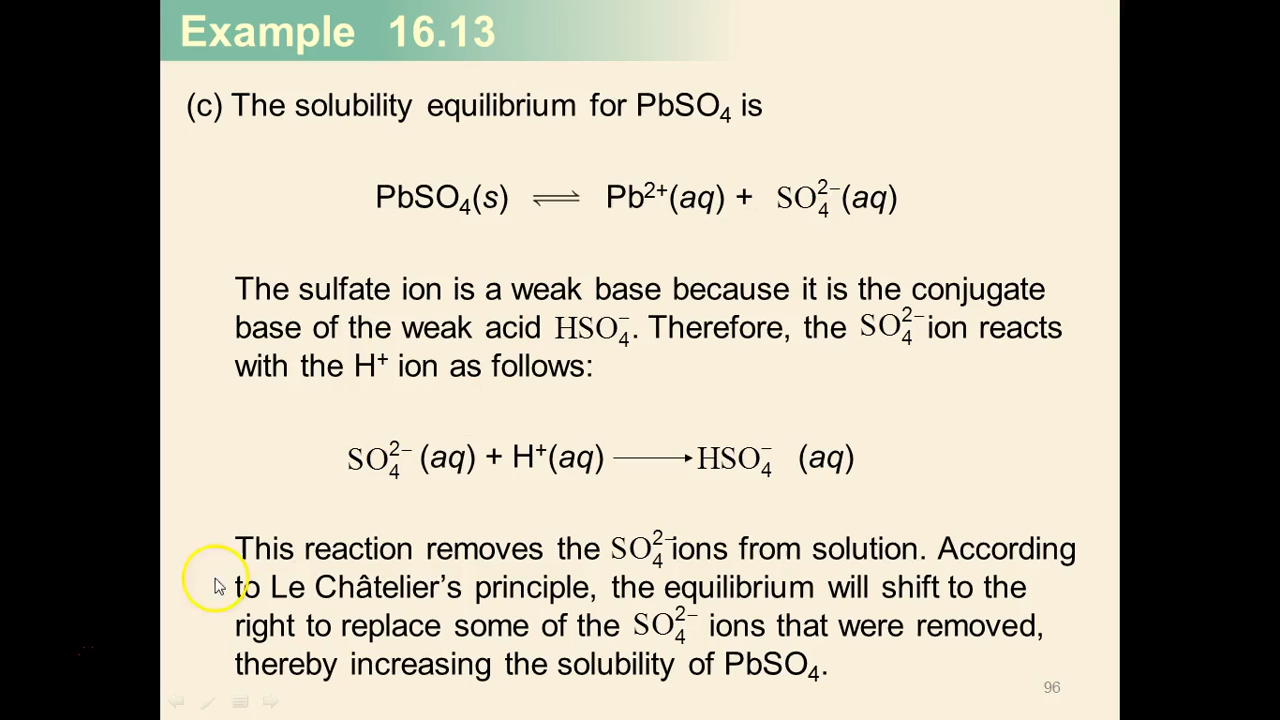 Example 16.13
(c) The solubility equilibrium for PbSO₄ is
PbSO₄(s) ⇌ Pb²⁺(aq) + SO₄²⁻(aq)
The sulfate ion is a weak base because it is the conjugate
base of the weak acid HSO₄⁻. Therefore, the SO₄²⁻ ion reacts
with the H⁺ ion as follows:
SO₄²⁻ (aq) + H⁺(aq) ⟶ HSO₄⁻ (aq)
This reaction removes the SO₄²⁻ ions from solution. According
to Le Châtelier’s principle, the equilibrium will shift to the
right to replace some of the SO₄²⁻ ions that were removed,
thereby increasing the solubility of PbSO₄.
96